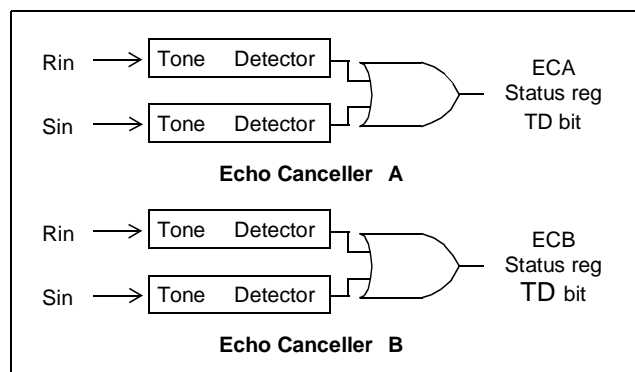 Rin
Tone Detector
Sin
Tone Detector
ECA
Status reg
TD bit
Echo Canceller A
Rin
Tone Detector
Sin
Tone Detector
ECB
Status reg
TD bit
Echo Canceller B